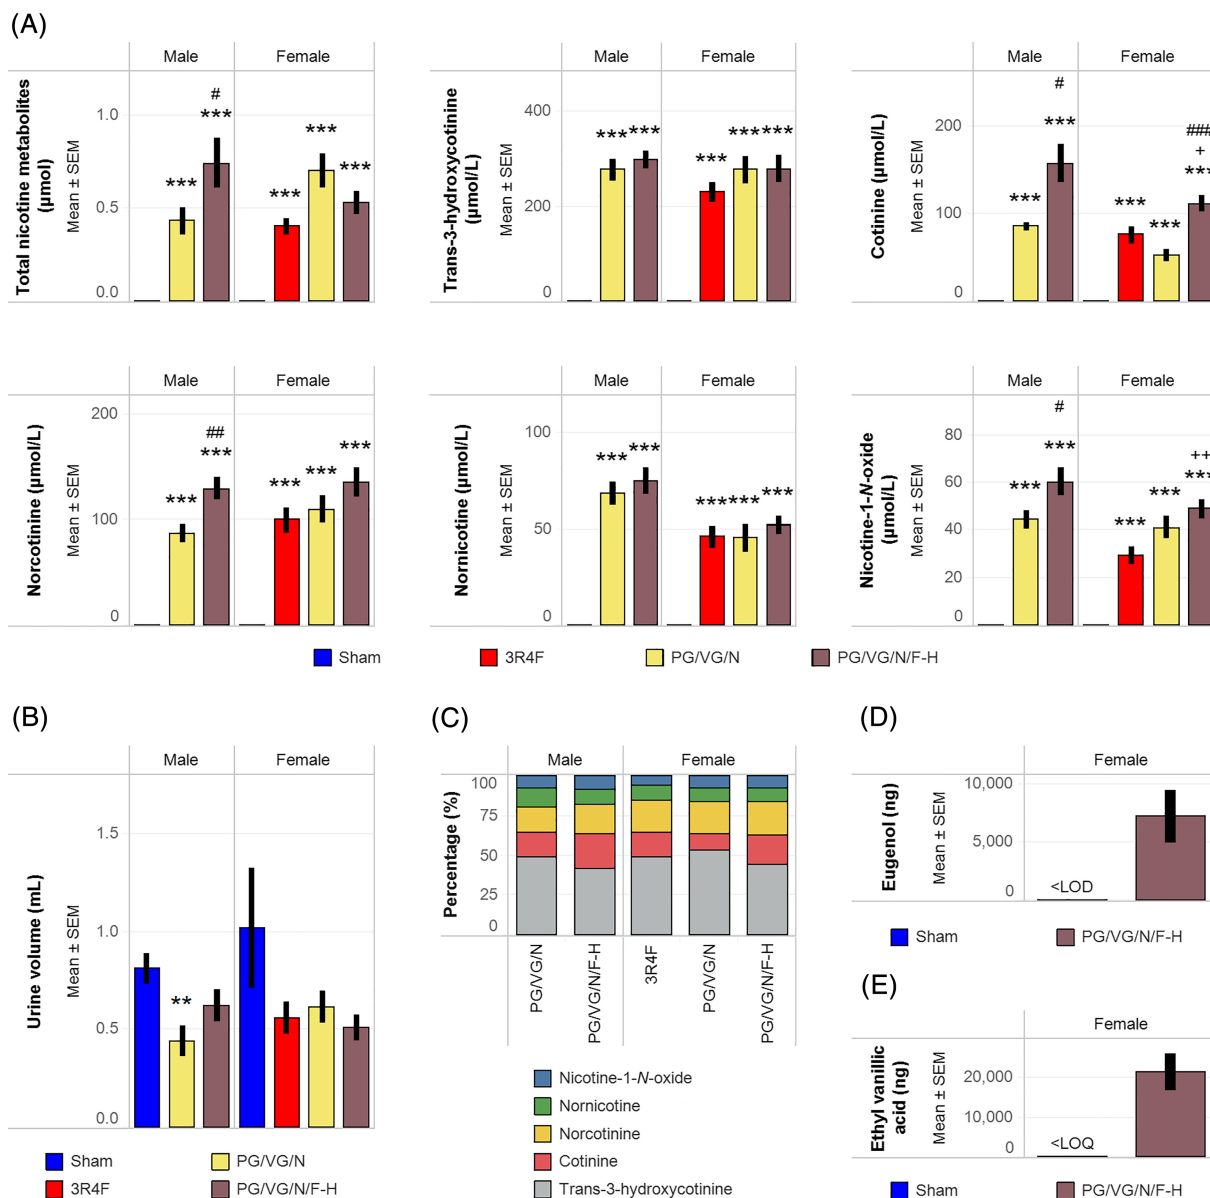 (A)
Male Female
Total nicotine metabolites
(µmol)
Mean ± SEM
1.0
0.5
0.0
*** # *** *** *** ***
Male Female
Trans-3-hydroxycotinine
(µmol/L)
Mean ± SEM
400
200
0
*** *** *** *** ***
Male Female
Cotinine (µmol/L)
Mean ± SEM
200
100
0
*** # *** *** *** ### + ***
Male Female
Norcotinine (µmol/L)
Mean ± SEM
200
100
0
*** ## *** *** *** ***
Male Female
Nornicotine (µmol/L)
Mean ± SEM
100
50
0
*** *** *** *** ***
Male Female
Nicotine-1-N-oxide
(µmol/L)
Mean ± SEM
80
60
40
20
0
*** # *** *** *** ++ ***
Sham 3R4F PG/VG/N PG/VG/N/F-H
(B)
Male Female
Urine volume (mL)
Mean ± SEM
1.5
1.0
0.5
0.0
**
Sham PG/VG/N
3R4F PG/VG/N/F-H
(C)
Male Female
Percentage (%)
100
75
50
25
0
PG/VG/N
PG/VG/N/F-H
3R4F
PG/VG/N
PG/VG/N/F-H
Nicotine-1-N-oxide
Nornicotine
Norcotinine
Cotinine
Trans-3-hydroxycotinine
(D)
Female
Eugenol (ng)
Mean ± SEM
10,000
5,000
0
<LOD
Sham PG/VG/N/F-H
(E)
Female
Ethyl vanillic
acid (ng)
Mean ± SEM
20,000
10,000
0
<LOQ
Sham PG/VG/N/F-H